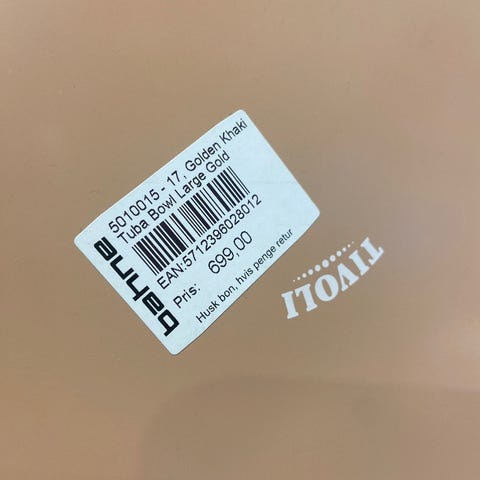 5010015 - 17, Golden Khaki
Tuba Bowl Large Gold
EAN:5712396028012
Pris: 699,00
Husk bon, hvis penge retur
bahne
TIVOLI